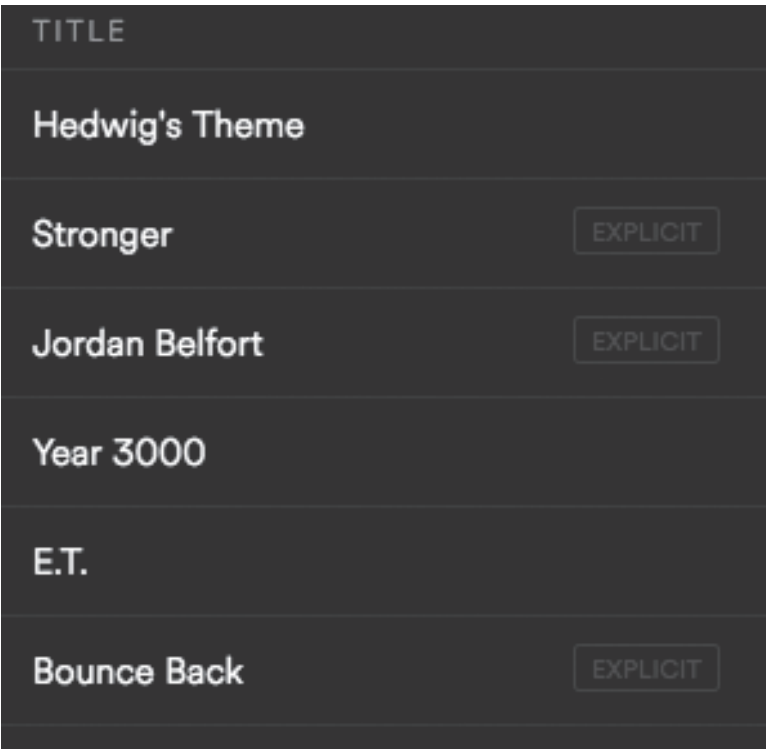 TITLE
Hedwig's Theme
Stronger EXPLICIT
Jordan Belfort EXPLICIT
Year 3000
E.T.
Bounce Back EXPLICIT